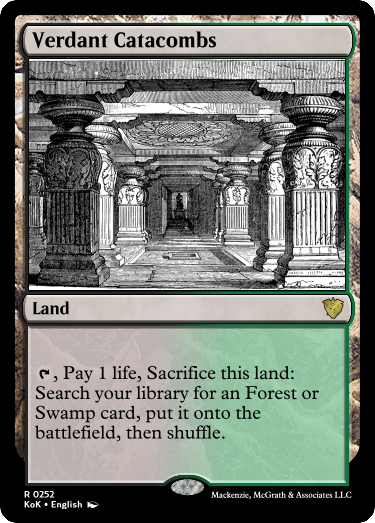 Verdant Catacombs
Land
, Pay 1 life, Sacrifice this land:
Search your library for an Forest or
Swamp card, put it onto the
battlefield, then shuffle.
R 0252
KoK • English
Mackenzie, McGrath & Associates LLC